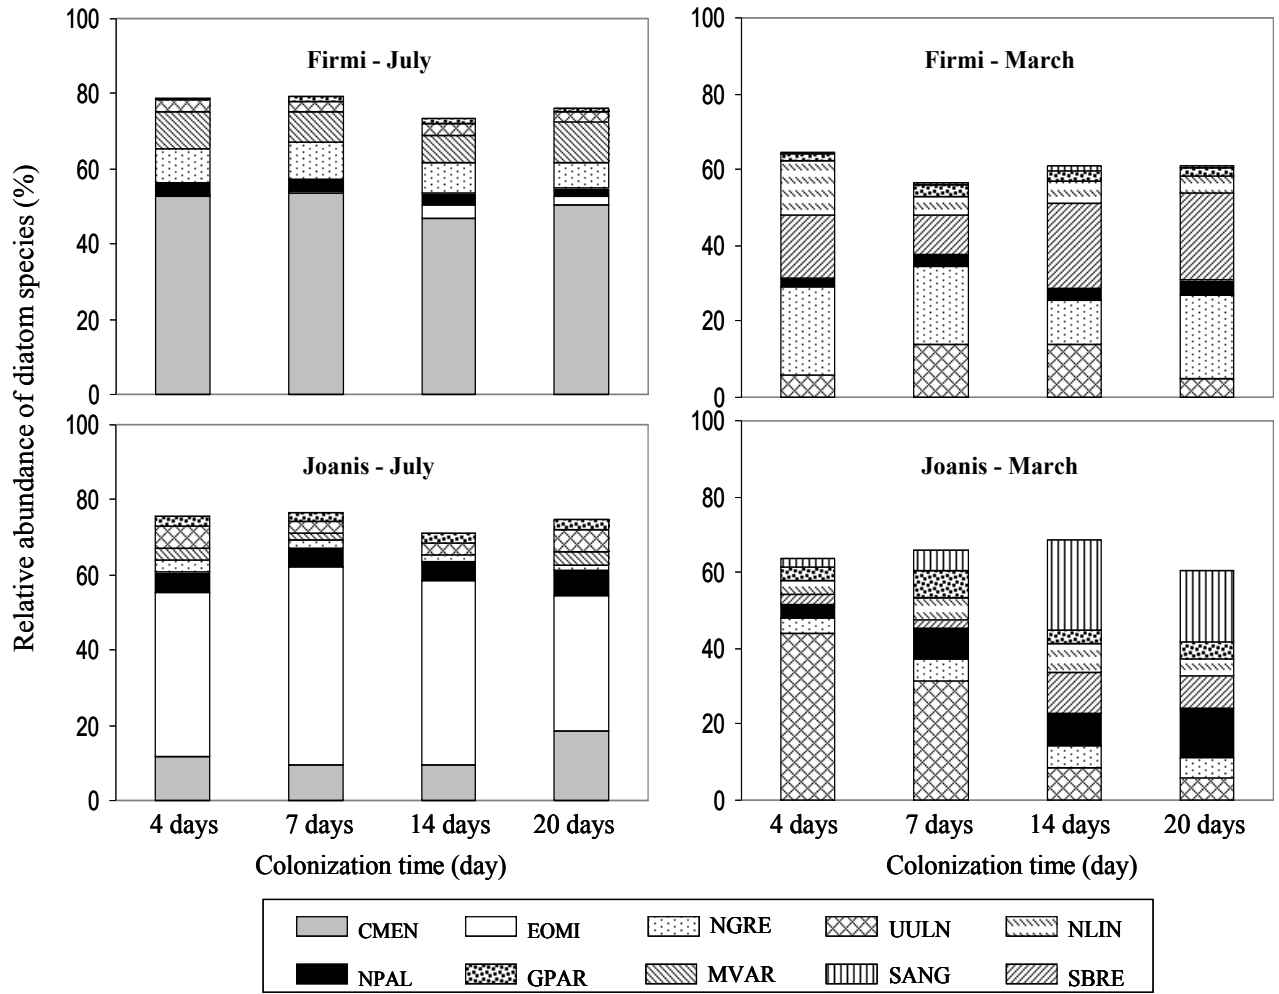 Relative abundance of diatom species (%)
Firmi - July
100
80
60
40
20
0
Firmi - March
100
80
60
40
20
0
Joanis - July
100
80
60
40
20
0
4 days 7 days 14 days 20 days
Colonization time (day)
Joanis - March
100
80
60
40
20
0
4 days 7 days 14 days 20 days
Colonization time (day)
CMEN EOMI NGRE UULN NLIN
NPAL GPAR MVAR SANG SBRE